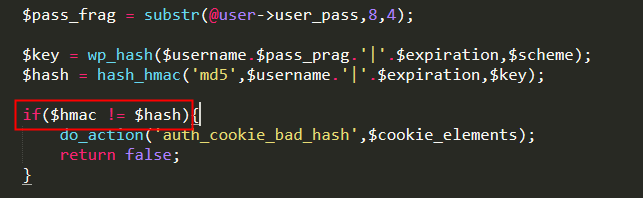 $pass_frag = substr(@user->user_pass,8,4);
$key = wp_hash($username.$pass_prag.'|'.$expiration,$scheme);
$hash = hash_hmac('md5',$username.'|'.$expiration,$key);
if($hmac != $hash){
do_action('auth_cookie_bad_hash',$cookie_elements);
return false;
}